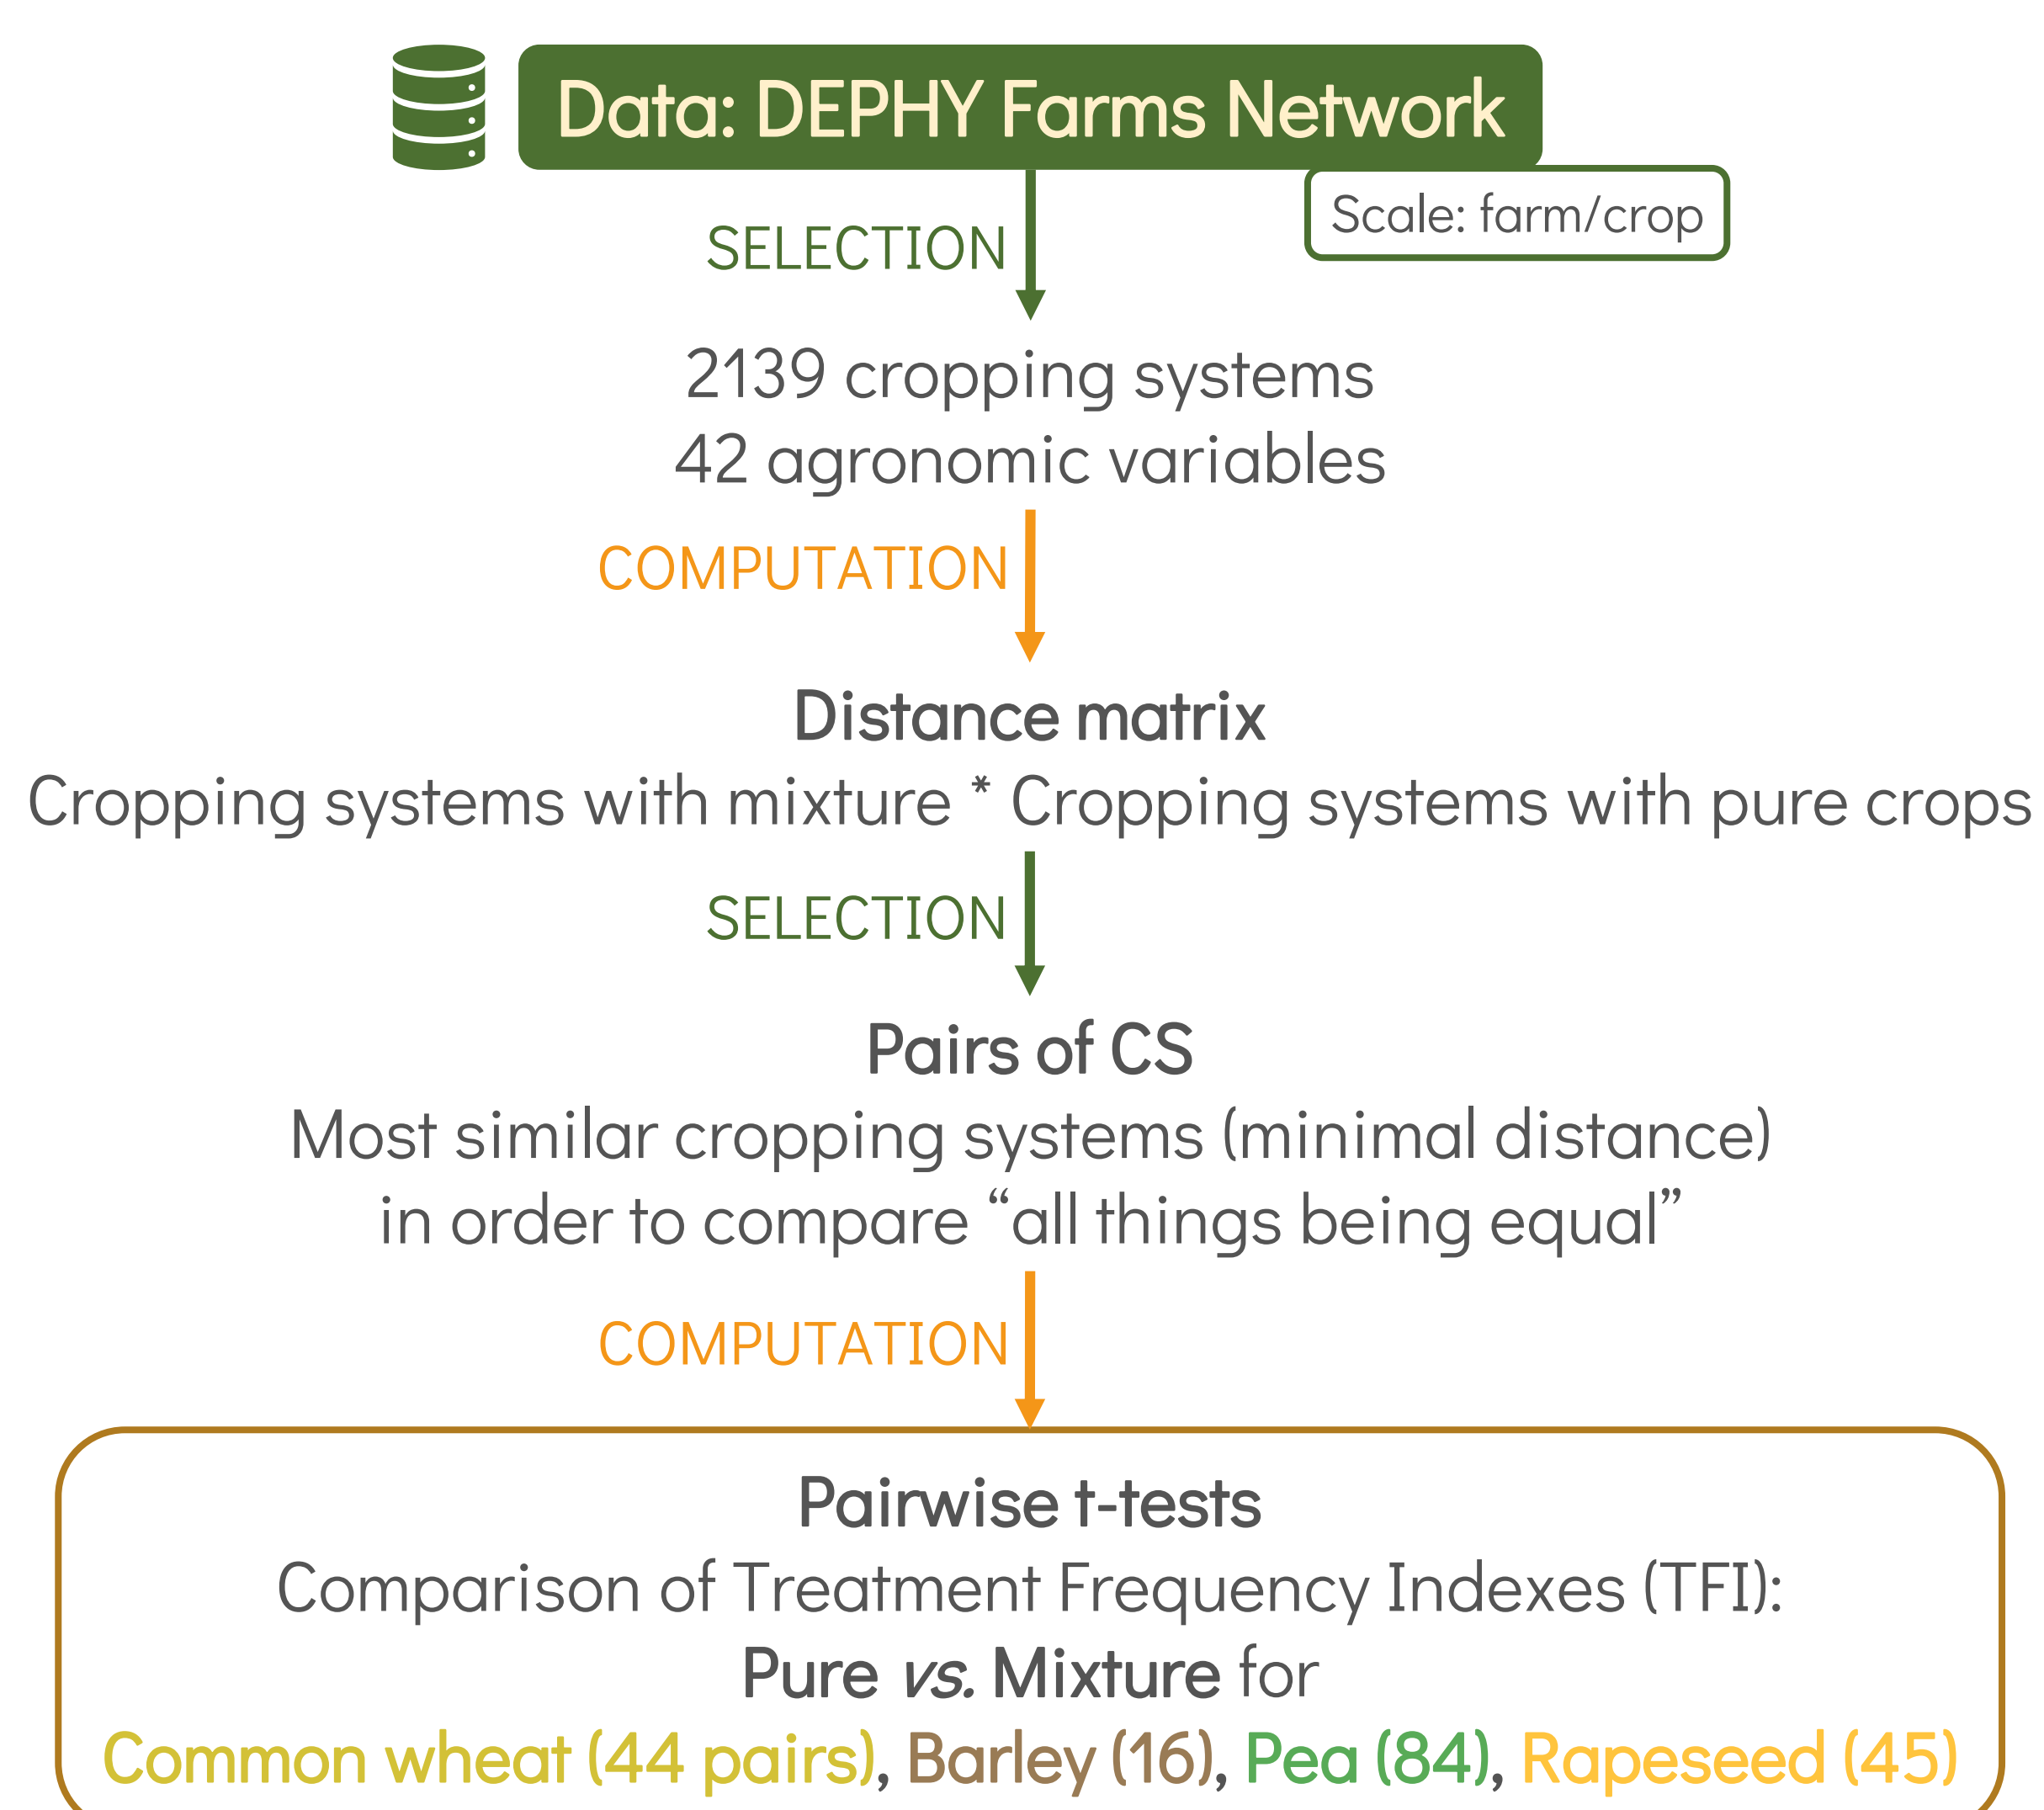 Data: DEPHY Farms Network
Scale: farm/crop
SELECTION
2139 cropping systems
42 agronomic variables
COMPUTATION
Distance matrix
Cropping systems with mixture * Cropping systems with pure crops
SELECTION
Pairs of CS
Most similar cropping systems (minimal distance)
in order to compare “all things being equal”
COMPUTATION
Pairwise t-tests
Comparison of Treatment Frequency Indexes (TFI):
Pure vs. Mixture for
Common wheat (44 pairs), Barley (16), Pea (84), Rapeseed (45)